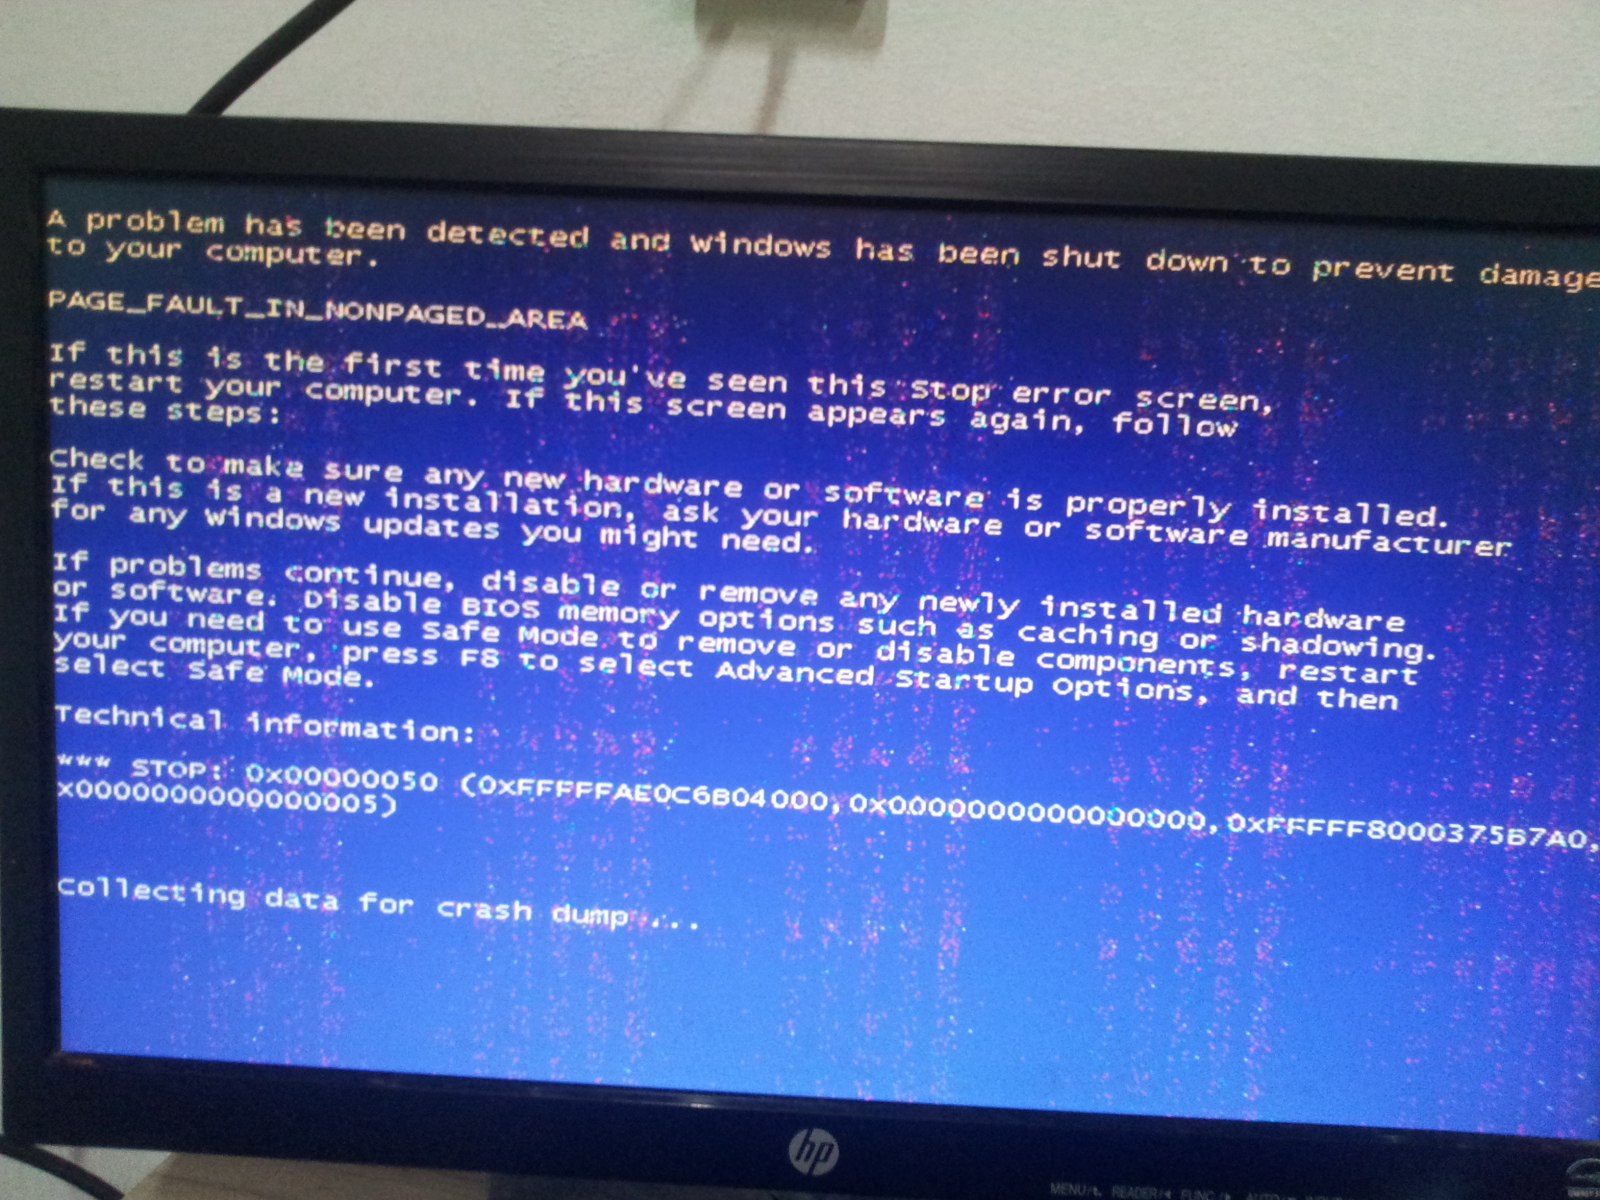 A problem has been detected and windows has been shut down to prevent damage
to your computer.
PAGE_FAULT_IN_NONPAGED_AREA
If this is the first time you've seen this Stop error screen,
restart your computer. If this screen appears again, follow
these steps:
Check to make sure any new hardware or software is properly installed.
If this is a new installation, ask your hardware or software manufacturer
for any windows updates you might need.
If problems continue, disable or remove any newly installed hardware
or software. Disable BIOS memory options such as caching or shadowing.
If you need to use Safe Mode to remove or disable components, restart
your computer, press F8 to select Advanced Startup Options, and then
select Safe Mode.
Technical information:
*** STOP: 0x00000050 (0xFFFFFAE0C6B04000,0x0000000000000000,0xFFFFF8000375B7A0,
x0000000000000005)
Collecting data for crash dump ...
hp
MENU/ READER/ FUNC./ AUTO/